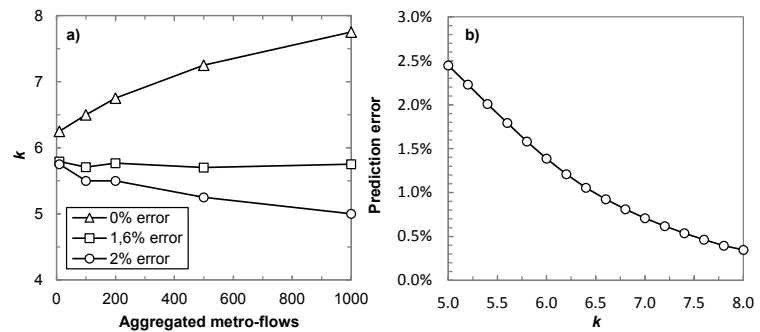 a)
8
7
6
5
4
k
0% error
1,6% error
2% error
0 200 400 600 800 1000
Aggregated metro-flows
b)
3.0%
2.5%
2.0%
1.5%
1.0%
0.5%
0.0%
Prediction error
5.0 5.5 6.0 6.5 7.0 7.5 8.0
k